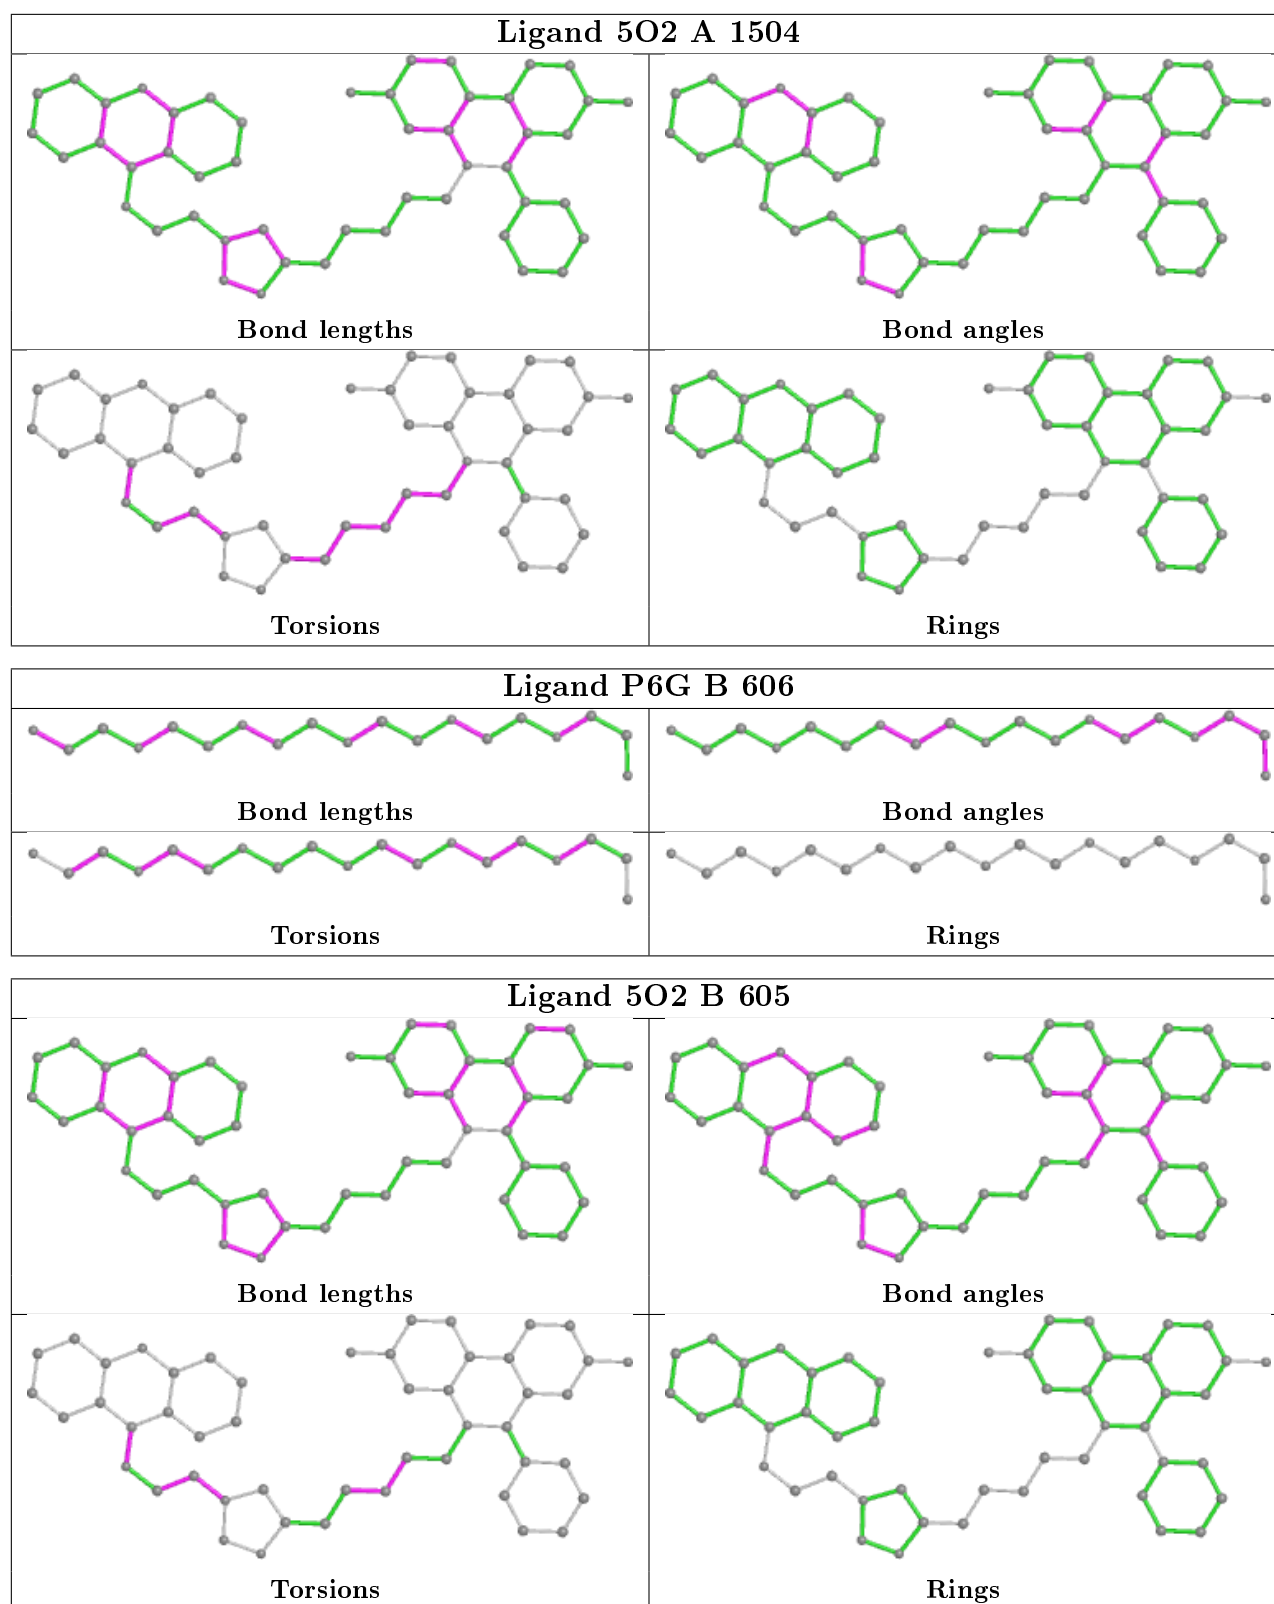 Ligand 5O2 A 1504
Bond lengths
Bond angles
Torsions
Rings
Ligand P6G B 606
Bond lengths
Bond angles
Torsions
Rings
Ligand 5O2 B 605
Bond lengths
Bond angles
Torsions
Rings